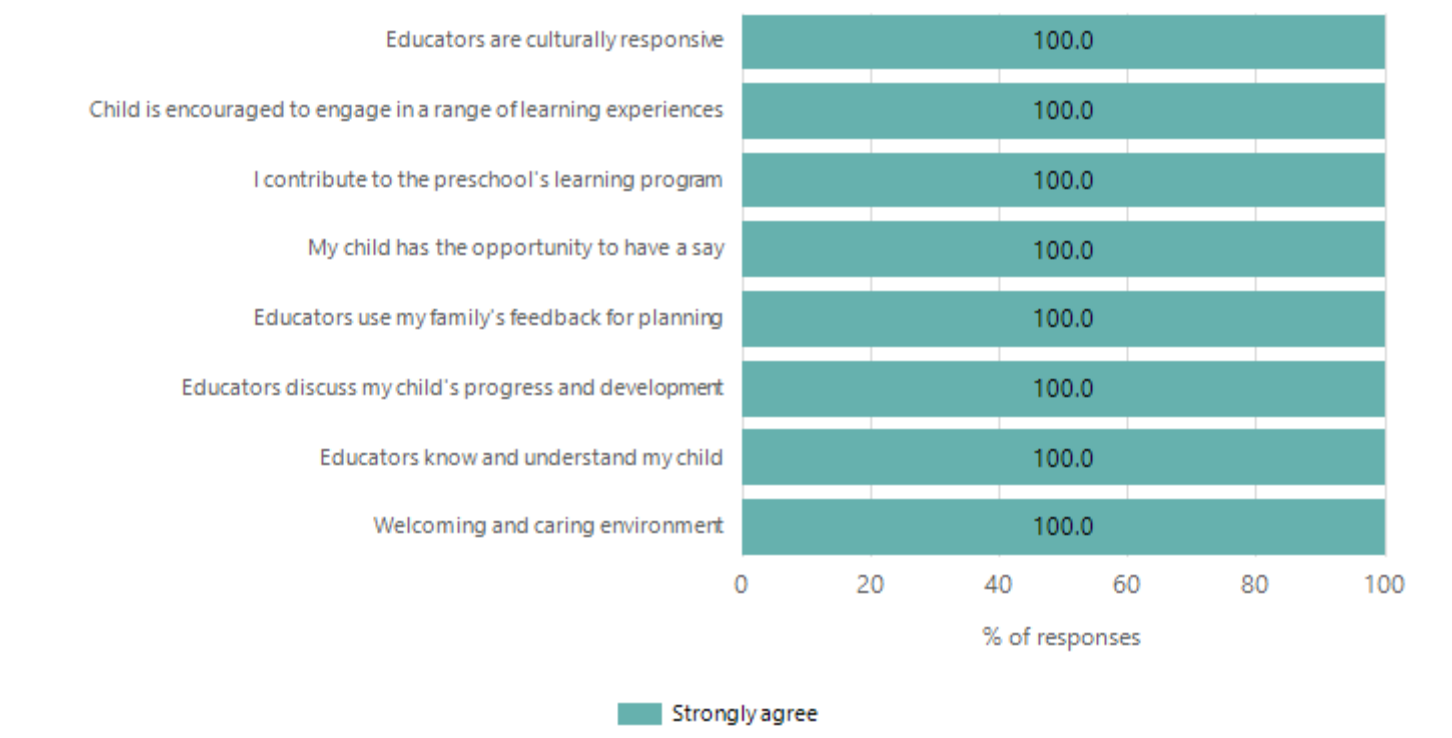 Educators are culturally responsive 100.0
Child is encouraged to engage in a range of learning experiences 100.0
I contribute to the preschool's learning program 100.0
My child has the opportunity to have a say 100.0
Educators use my family's feedback for planning 100.0
Educators discuss my child's progress and development 100.0
Educators know and understand my child 100.0
Welcoming and caring environment 100.0
0 20 40 60 80 100
% of responses
Strongly agree